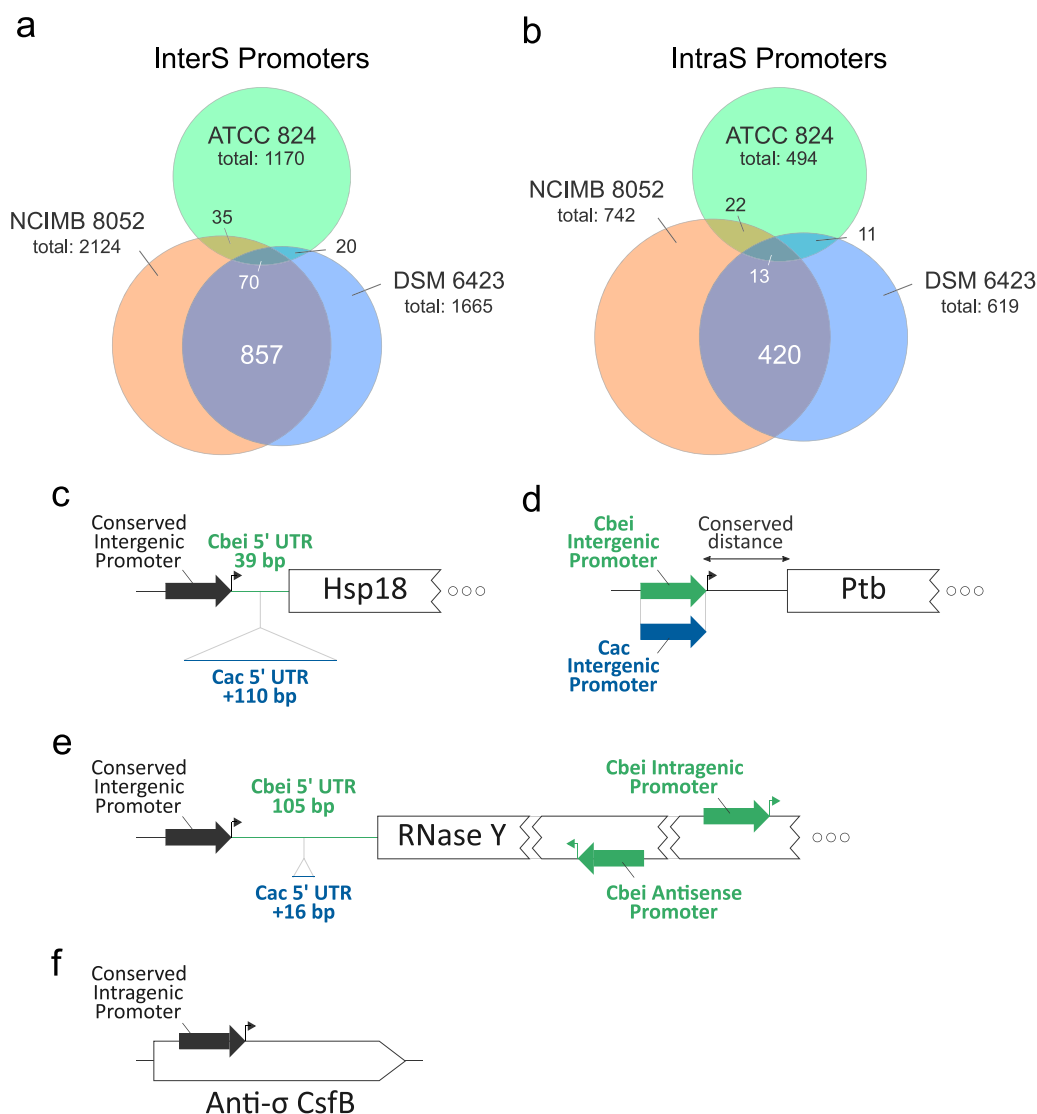 a
InterS Promoters
ATCC 824
total: 1170
NCIMB 8052
total: 2124
35
20
70
DSM 6423
total: 1665
857
b
IntraS Promoters
ATCC 824
total: 494
NCIMB 8052
total: 742
22
11
13
DSM 6423
total: 619
420
c
Conserved
Intergenic
Promoter
Cbei 5' UTR
39 bp
Hsp18
Cac 5' UTR
+110 bp
d
Cbei
Intergenic
Promoter
Conserved
distance
Ptb
Cac
Intergenic
Promoter
e
Conserved
Intergenic
Promoter
Cbei 5' UTR
105 bp
RNase Y
Cac 5' UTR
+16 bp
Cbei Intragenic
Promoter
Cbei Antisense
Promoter
f
Conserved
Intragenic
Promoter
Anti-σ CsfB